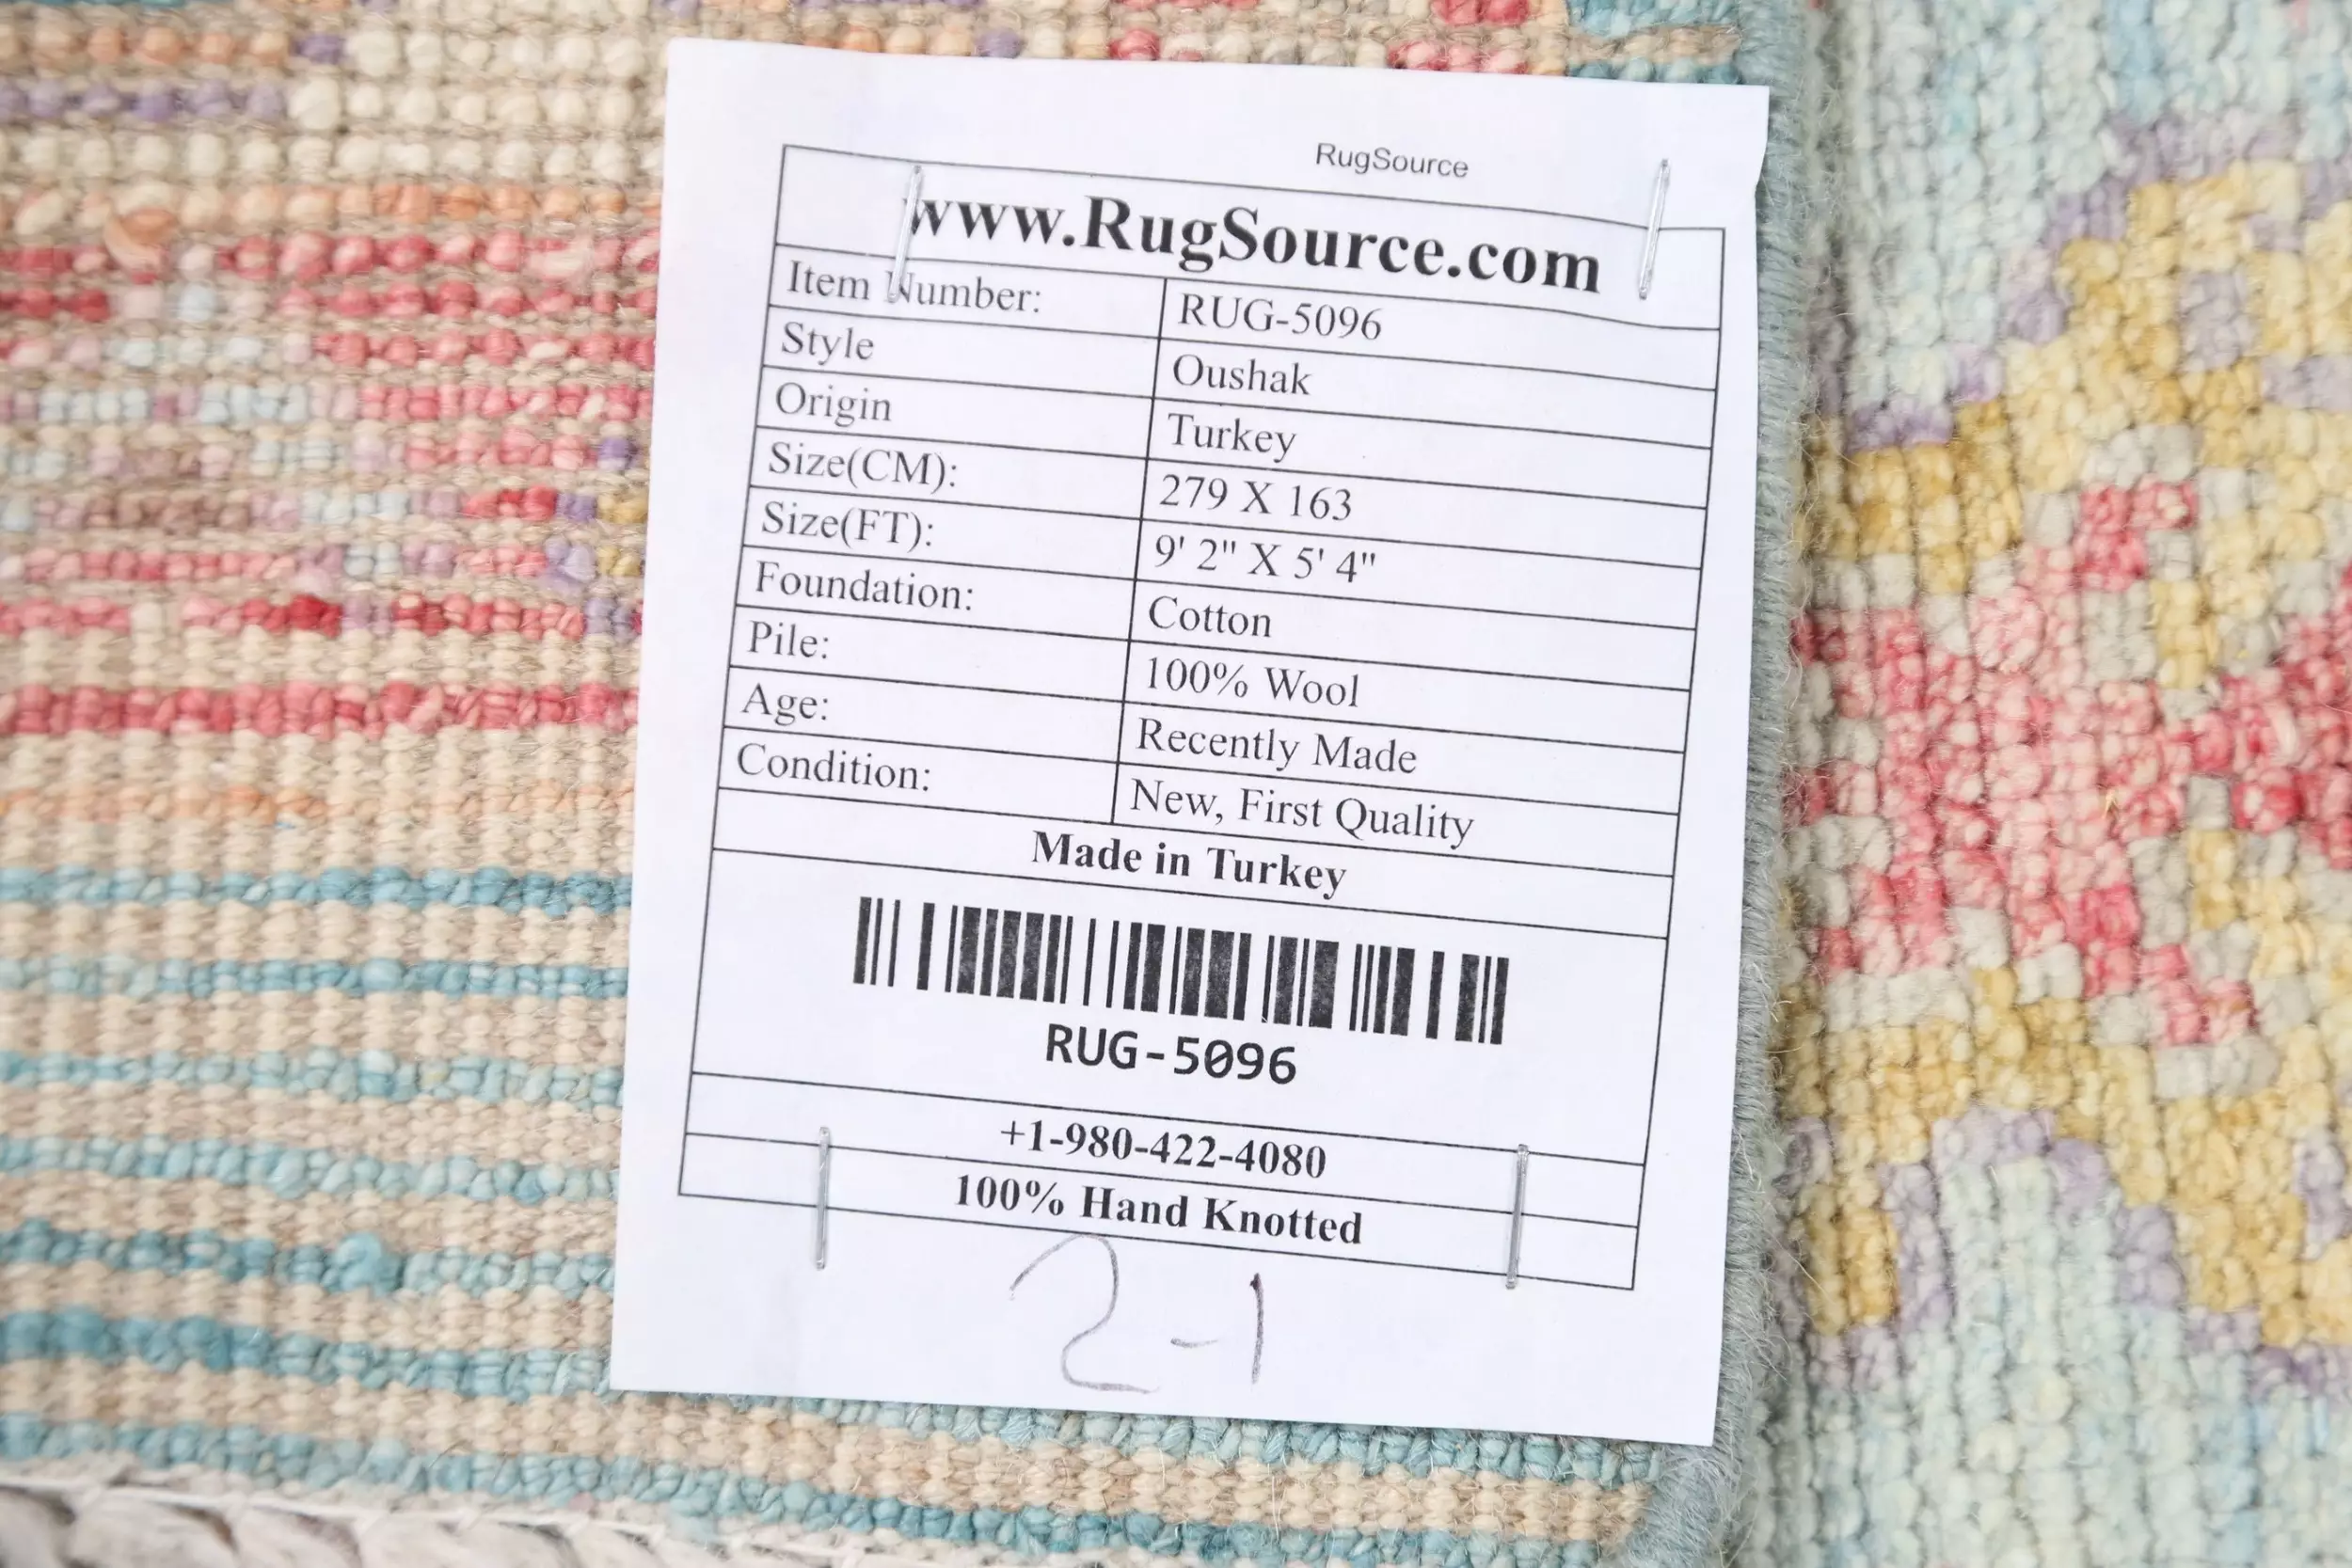 RugSource
www.RugSource.com
Item Number: RUG-5096
Style Oushak
Origin Turkey
Size(CM): 279 X 163
Size(FT): 9' 2" X 5' 4"
Foundation: Cotton
Pile: 100% Wool
Age: Recently Made
Condition: New, First Quality
Made in Turkey
RUG-5096
+1-980-422-4080
100% Hand Knotted
2-1